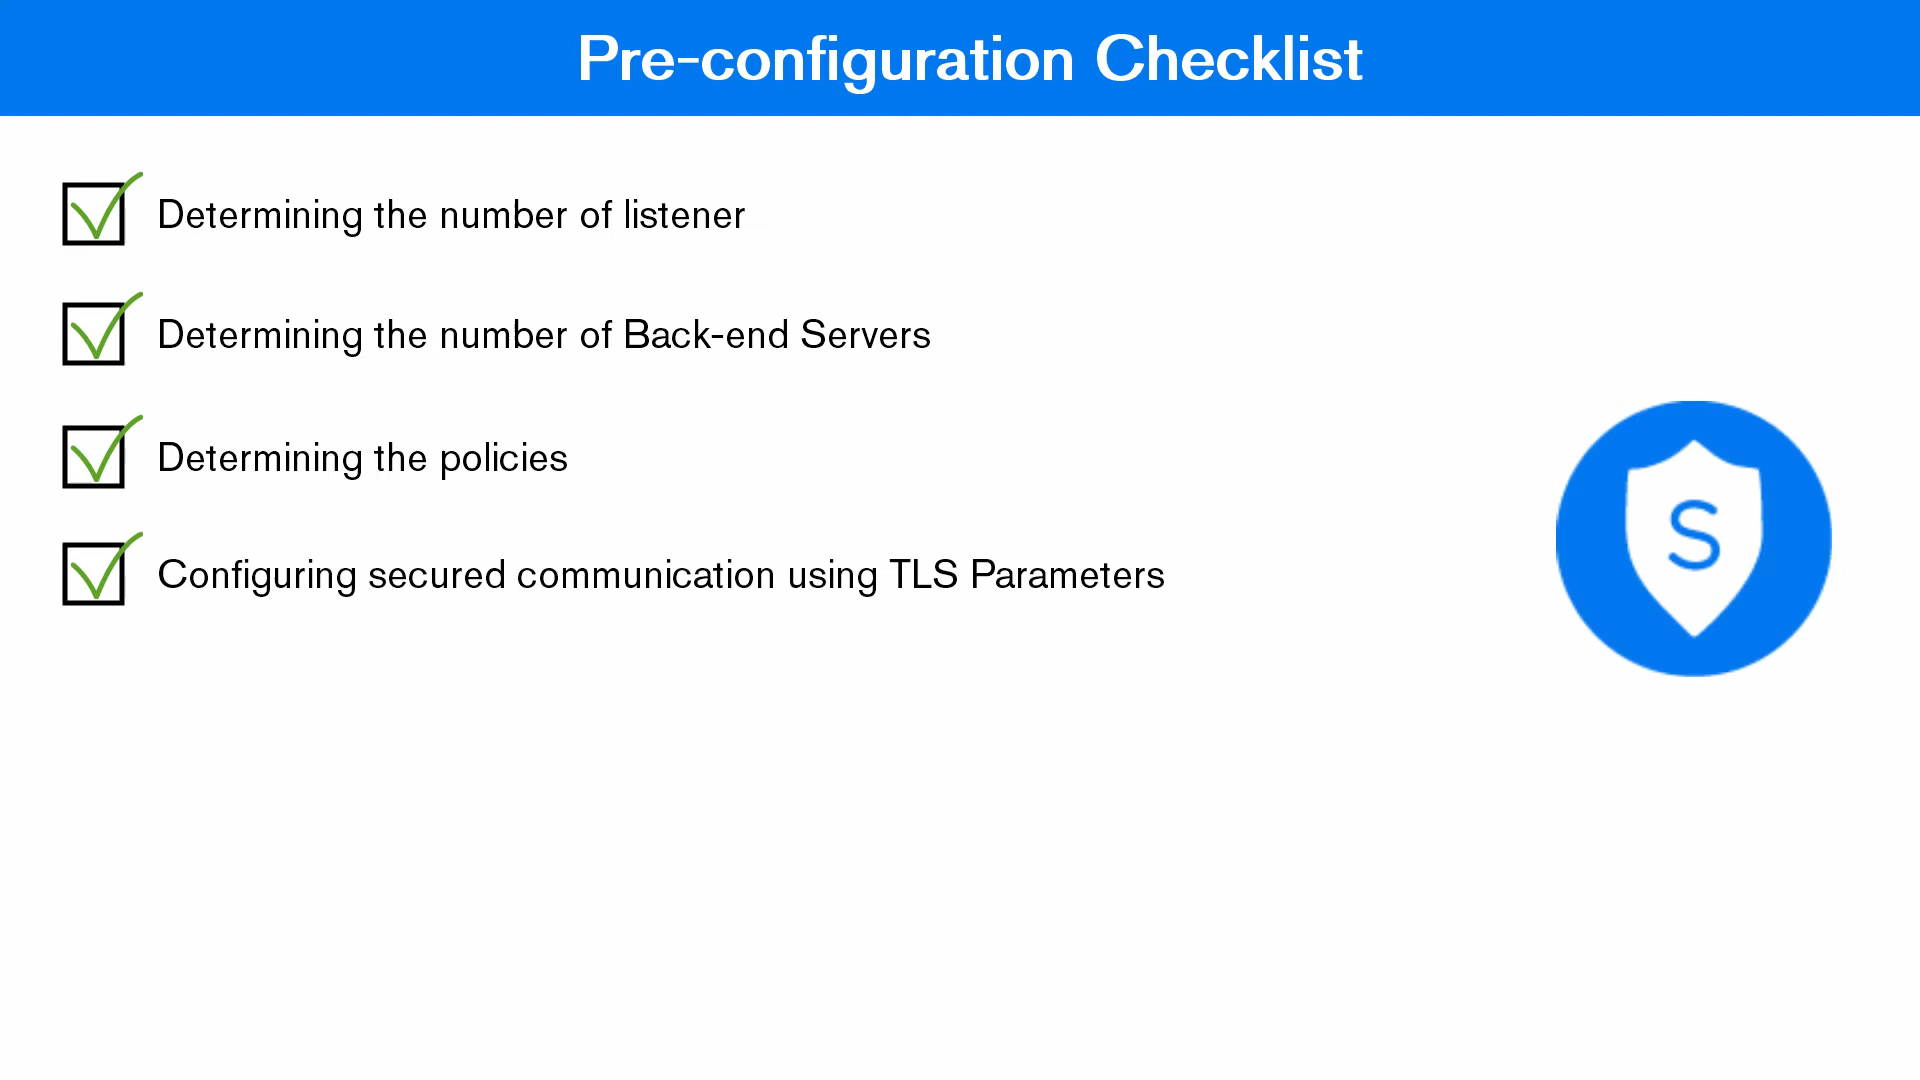 Pre-configuration Checklist
Determining the number of listener
Determining the number of Back-end Servers
Determining the policies
Configuring secured communication using TLS Parameters
S